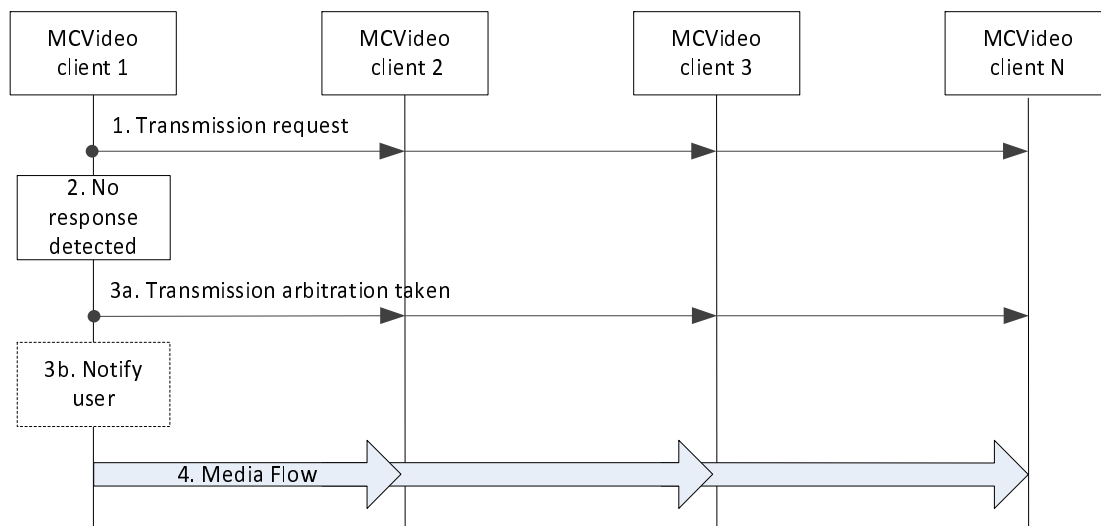 MCVideo
client 1
MCVideo
client 2
MCVideo
client 3
MCVideo
client N
1. Transmission request
2. No
response
detected
3a. Transmission arbitration taken
3b. Notify
user
4. Media Flow